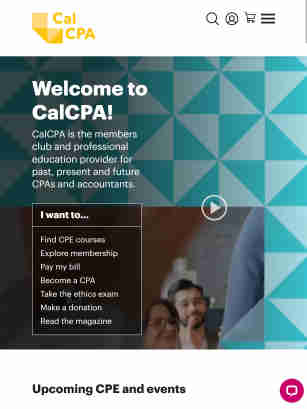 Cal
CPA
Welcome to
CalCPA!
CalCPA is the members
club and professional
education provider for
past, present and future
CPAs and accountants.
I want to...
Find CPE courses
Explore membership
Pay my bill
Become a CPA
Take the ethics exam
Make a donation
Read the magazine
Upcoming CPE and events